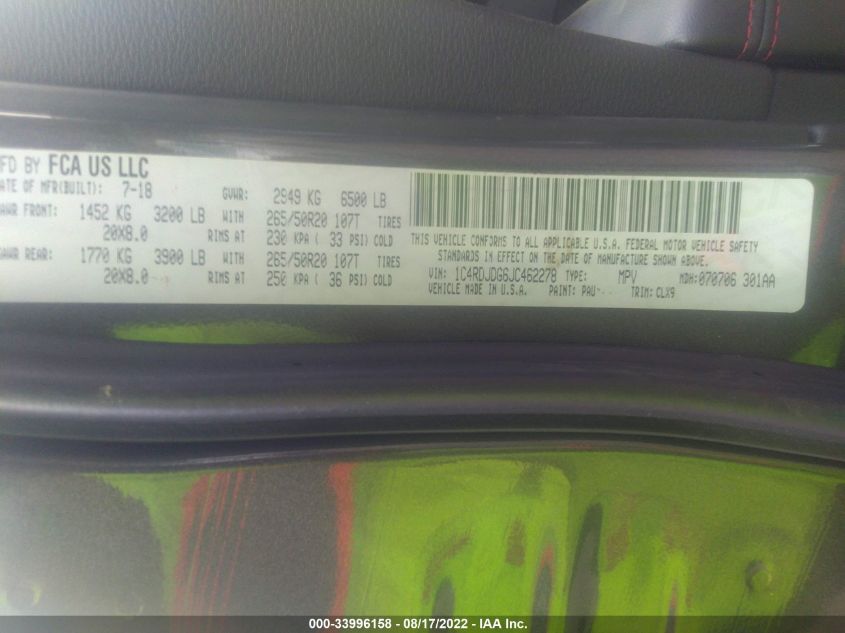 FD BY FCA US LLC
ATE OF MFR(BUILT): 7-18 GVWR: 2949 KG 6500 LB
AWR FRONT: 1452 KG 3200 LB WITH 265/50R20 107T TIRES
20X8.0 RIMS AT 230 KPA ( 33 PSI) COLD
GAWR REAR: 1770 KG 3900 LB WITH 265/50R20 107T TIRES
20X8.0 RIMS AT 250 KPA ( 36 PSI) COLD
THIS VEHICLE CONFORMS TO ALL APPLICABLE U.S.A. FEDERAL MOTOR VEHICLE SAFETY
STANDARDS IN EFFECT ON THE DATE OF MANUFACTURE SHOWN ABOVE.
VIN: 1C4RDJDG6JC462278 TYPE: MPV MDH: 070706 301AA
VEHICLE MADE IN U.S.A. PAINT: PAU TRIM: CLX9
000-33996158 - 08/17/2022 - IAA Inc.